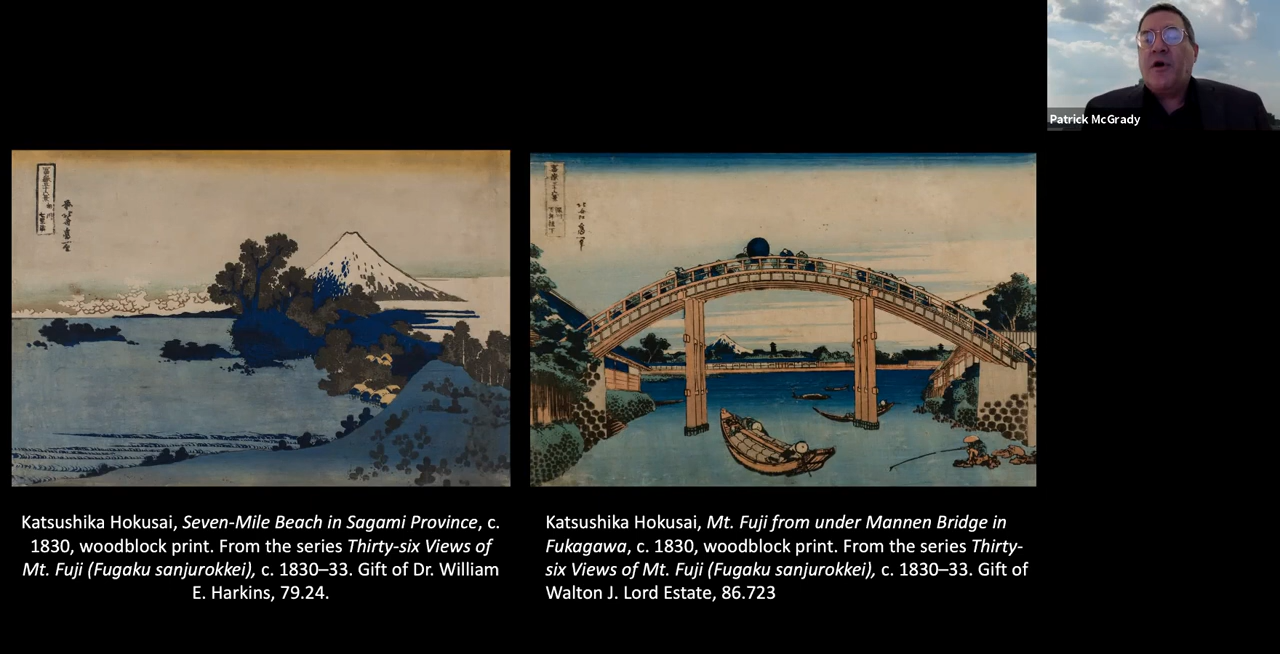 Patrick McGrady
Katsushika Hokusai, Seven-Mile Beach in Sagami Province, c.
1830, woodblock print. From the series Thirty-six Views of
Mt. Fuji (Fugaku sanjurokkei), c. 1830–33. Gift of Dr. William
E. Harkins, 79.24.
Katsushika Hokusai, Mt. Fuji from under Mannen Bridge in
Fukagawa, c. 1830, woodblock print. From the series Thirty-
six Views of Mt. Fuji (Fugaku sanjurokkei), c. 1830–33. Gift of
Walton J. Lord Estate, 86.723